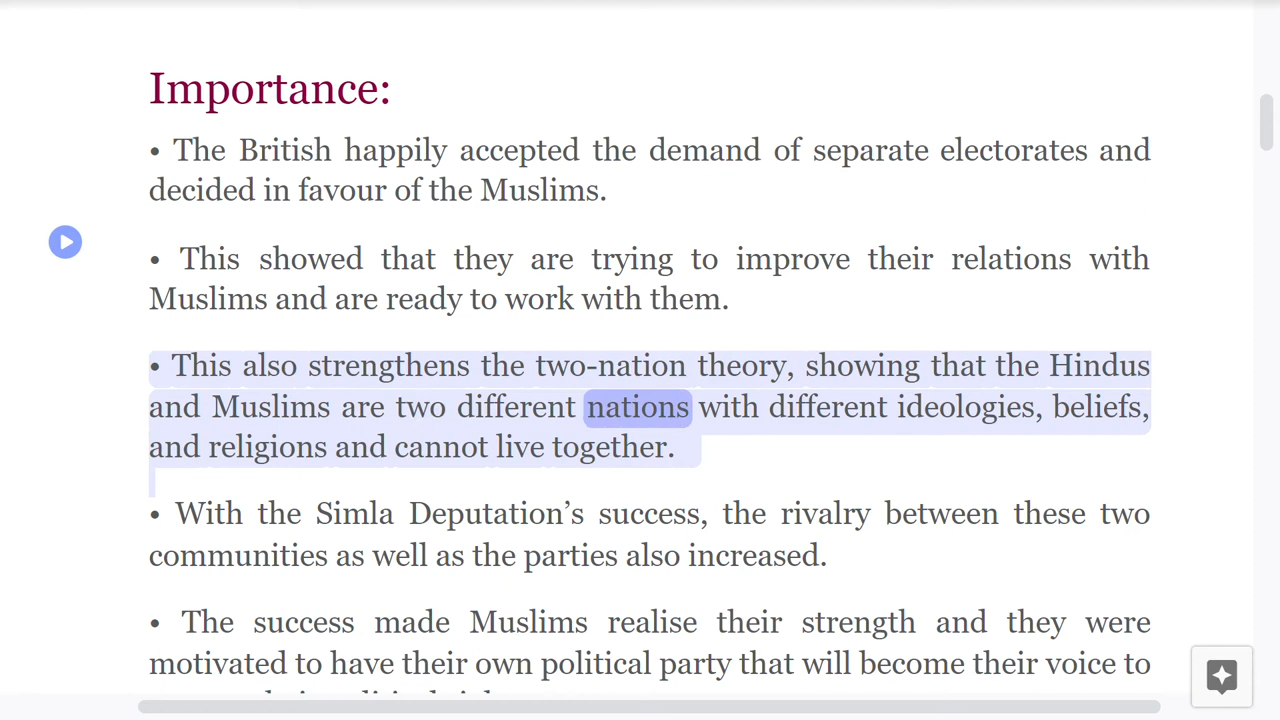 Importance:
• The British happily accepted the demand of separate electorates and
decided in favour of the Muslims.
• This showed that they are trying to improve their relations with
Muslims and are ready to work with them.
• This also strengthens the two-nation theory, showing that the Hindus
and Muslims are two different nations with different ideologies, beliefs,
and religions and cannot live together.
• With the Simla Deputation’s success, the rivalry between these two
communities as well as the parties also increased.
• The success made Muslims realise their strength and they were
motivated to have their own political party that will become their voice to